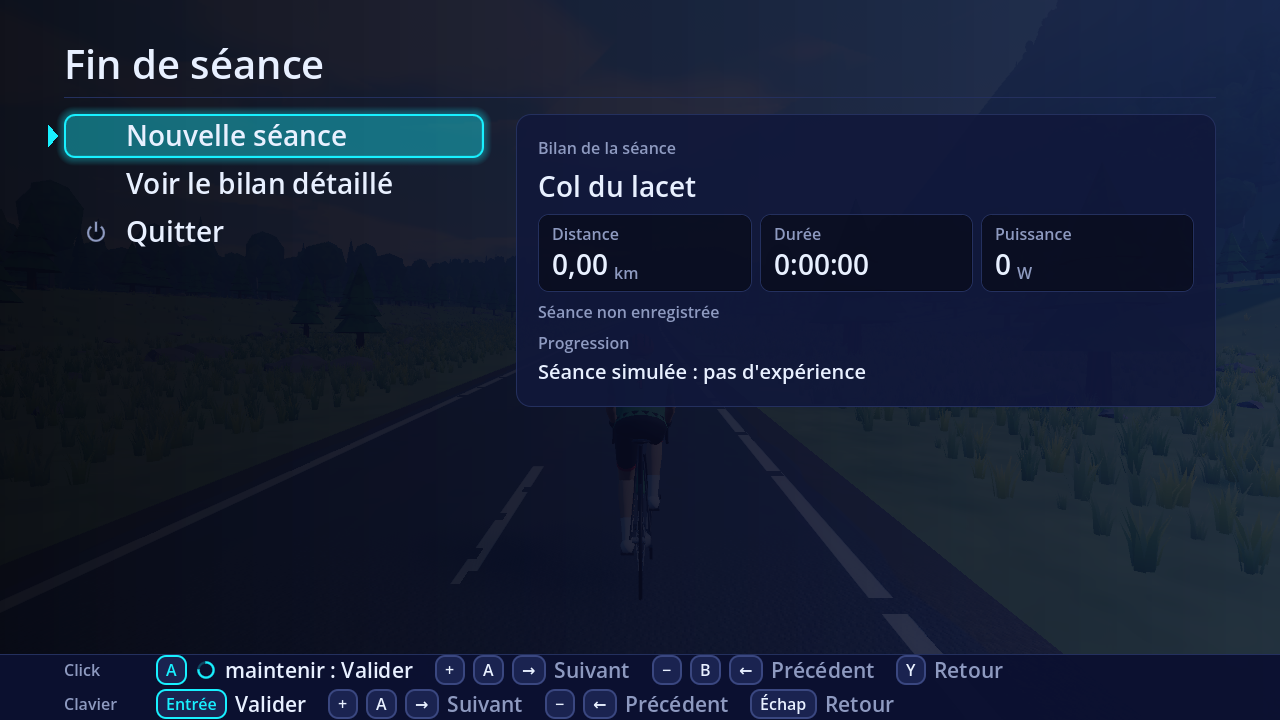 Fin de séance
Nouvelle séance
Voir le bilan détaillé
Quitter
Bilan de la séance
Col du lacet
Distance
0,00 km
Durée
0:00:00
Puissance
0 W
Séance non enregistrée
Progression
Séance simulée : pas d'expérience
Click A maintenir : Valider + A → Suivant − B ← Précédent Y Retour
Clavier Entrée Valider + A → Suivant − ← Précédent Échap Retour